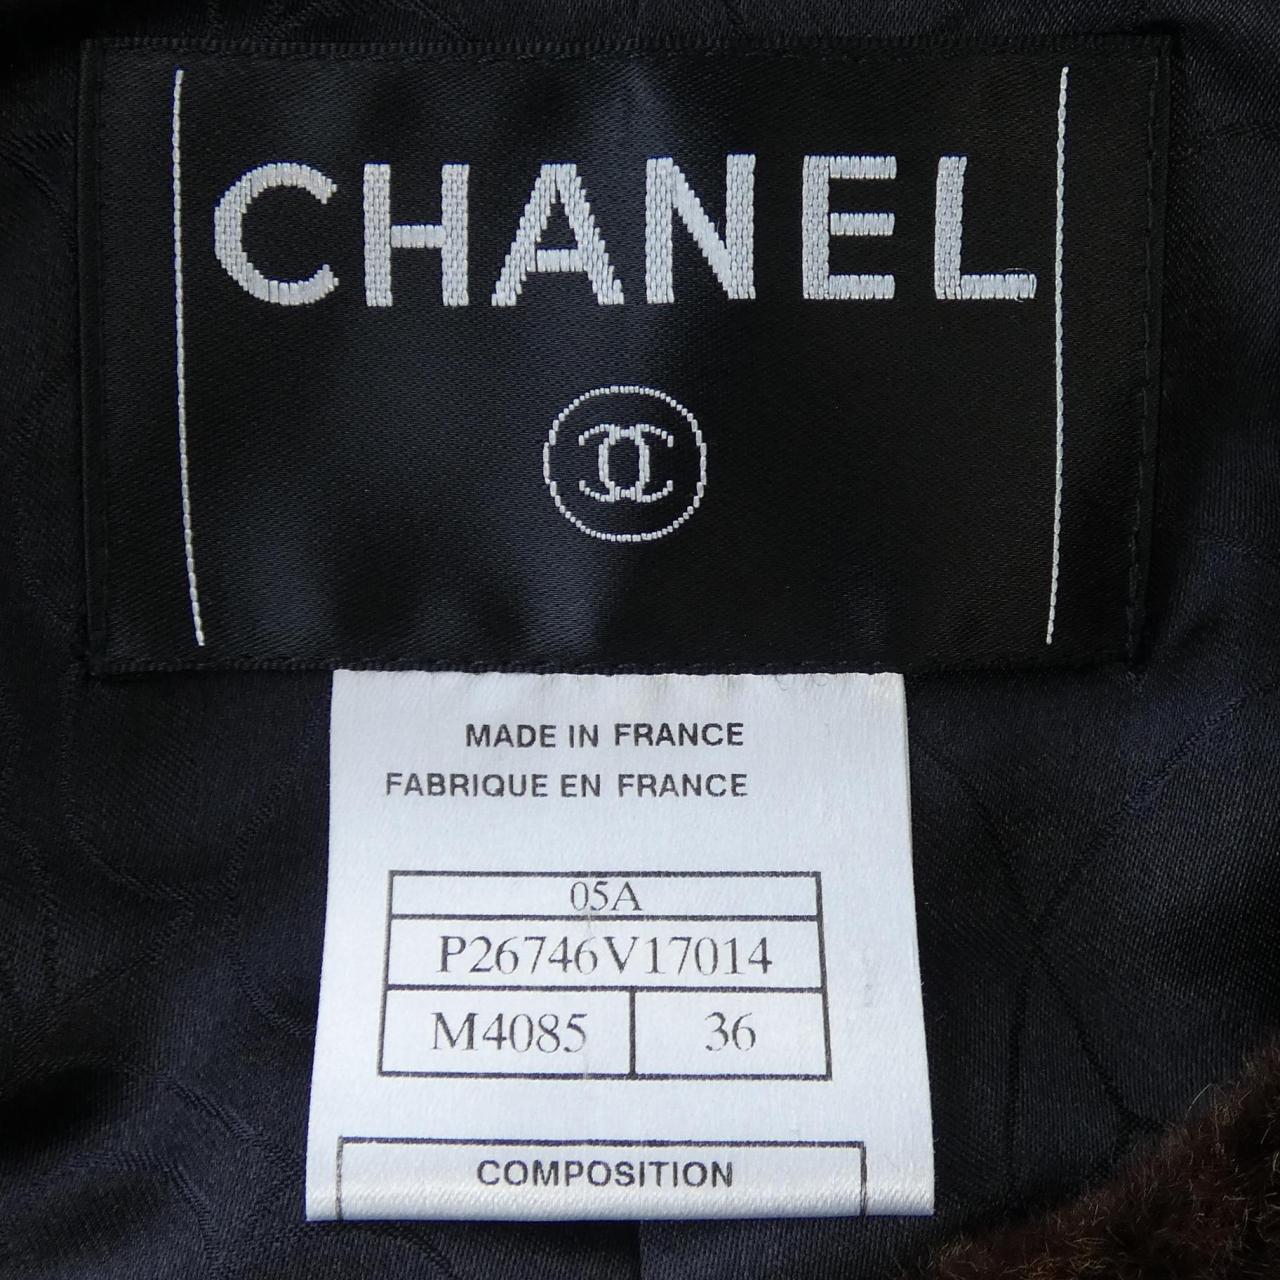 CHANEL
MADE IN FRANCE
FABRIQUE EN FRANCE
05A
P26746V17014
M4085 36
COMPOSITION